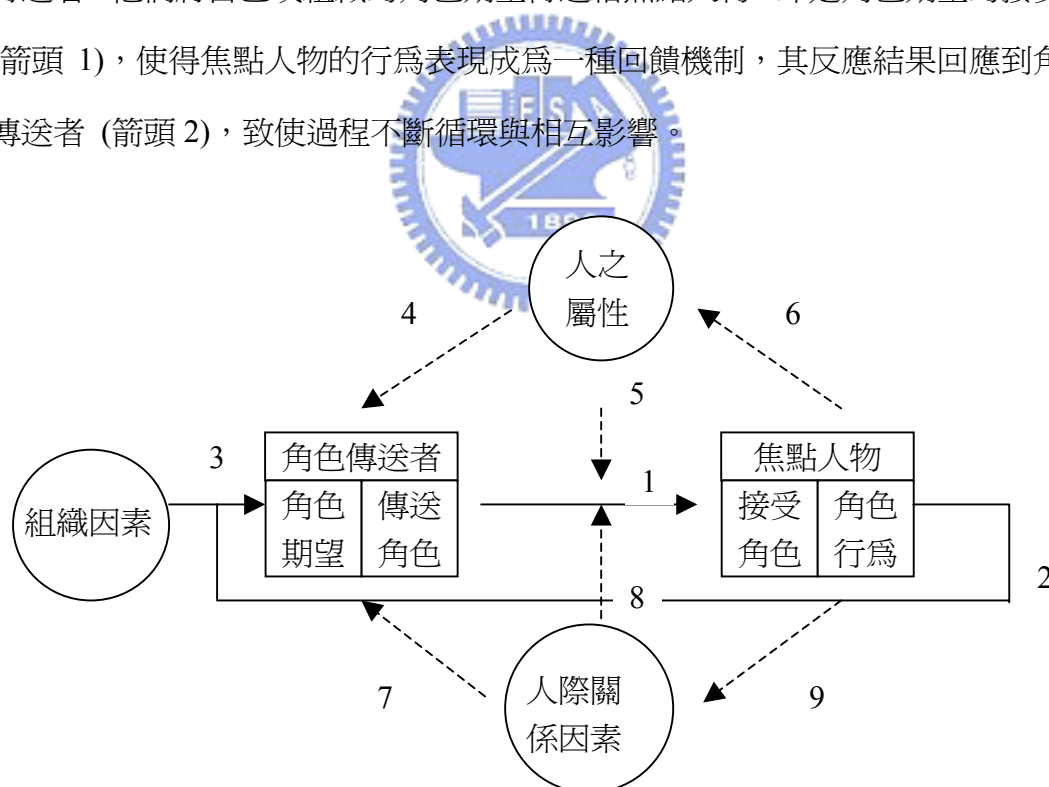 箭頭 1)，使得焦點人物的行為表現成為一種回饋機制，其反應結果回應到角
傳送者 (箭頭 2)，致使過程不斷循環與相互影響。
E S A
189
人之
屬性
4
6
5
3
角色傳送者
焦點人物
1
組織因素
角色
期望
傳送
角色
接受
角色
角色
行為
2
8
7
9
人際關
係因素